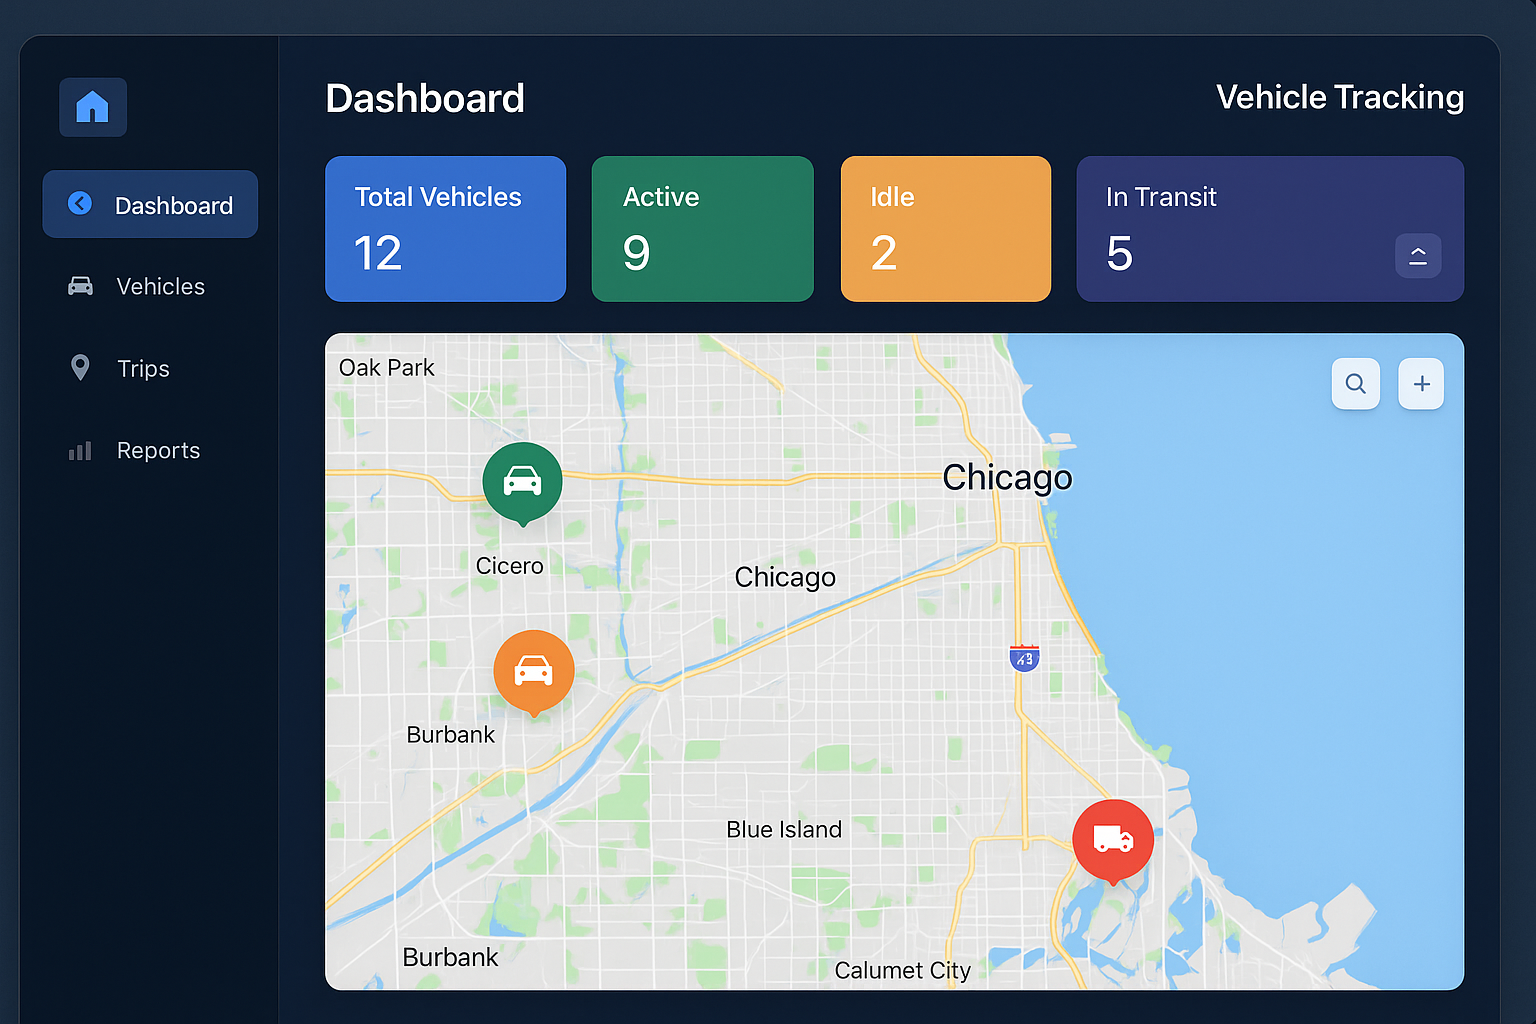 Dashboard
Vehicle Tracking
Dashboard
Vehicles
Trips
Reports
Total Vehicles
12
Active
9
Idle
2
In Transit
5
Oak Park
Chicago
Cicero
Chicago
Burbank
Blue Island
Burbank
Calumet City